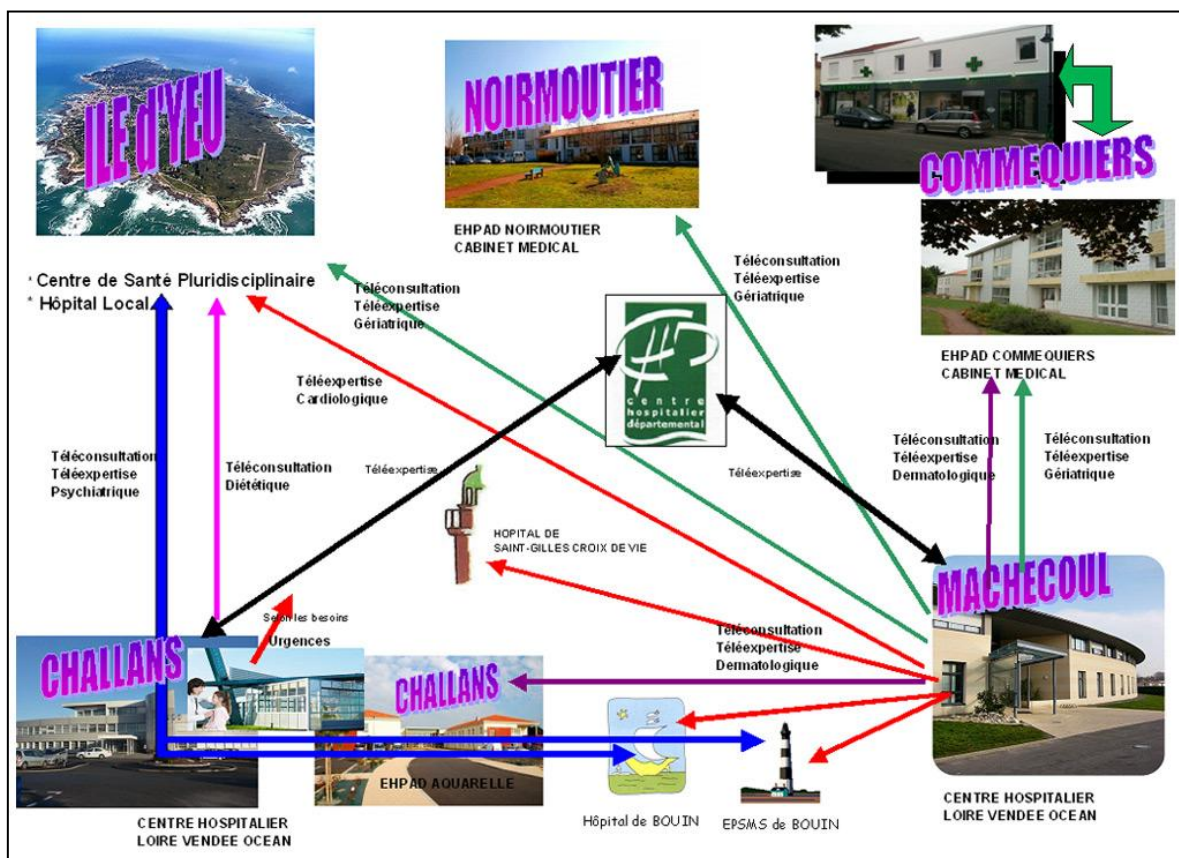 ILE d'YEU
NOIRMOUTIER
COMMEQUIERS
EHPAD NOIRMOUTIER
CABINET MEDICAL
* Centre de Santé Pluridisciplinaire
* Hôpital Local
Téléconsultation
Téléexpertise
Gériatrique
Téléconsultation
Téléexpertise
Gériatrique
EHPAD COMMEQUIERS
CABINET MEDICAL
Téléexpertise
Cardiologique
centre
hospitalier
départemental
Téléconsultation
Téléexpertise
Psychiatrique
Téléconsultation
Diététique
Téléexpertise
Téléexpertise
Téléconsultation
Téléexpertise
Dermatologique
Téléconsultation
Téléexpertise
Gériatrique
HOPITAL DE
SAINT-GILLES CROIX DE VIE
MACHECOUL
Selon les besoins
Urgences
Téléconsultation
Téléexpertise
Dermatologique
CHALLANS
CHALLANS
EHPAD AQUARELLE
CENTRE HOSPITALIER
LOIRE VENDEE OCEAN
Hôpital de BOUIN
EPSMS de BOUIN
CENTRE HOSPITALIER
LOIRE VENDEE OCEAN